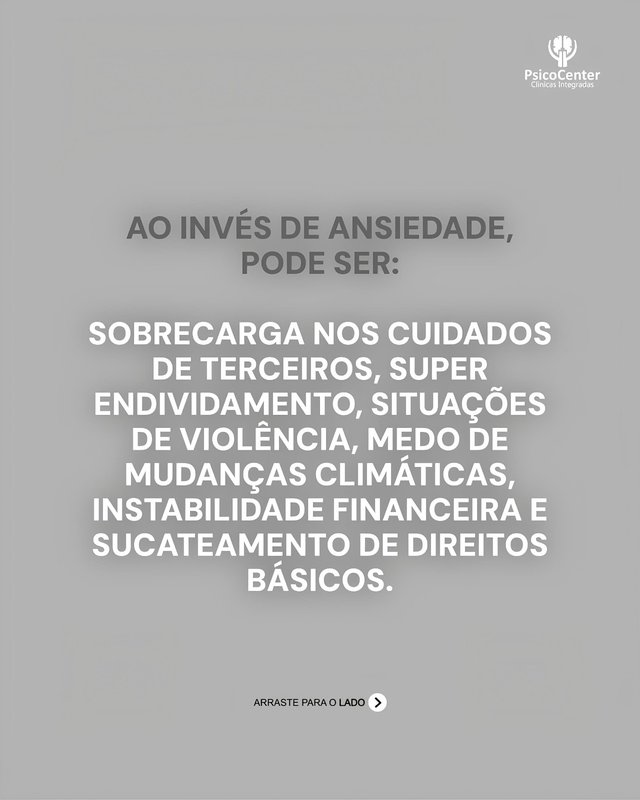 PsicoCenter
Clínicas Integradas
AO INVÉS DE ANSIEDADE,
PODE SER:
SOBRECARGA NOS CUIDADOS
DE TERCEIROS, SUPER
ENDIVIDAMENTO, SITUAÇÕES
DE VIOLÊNCIA, MEDO DE
MUDANÇAS CLIMÁTICAS,
INSTABILIDADE FINANCEIRA E
SUCATEAMENTO DE DIREITOS
BÁSICOS.
ARRASTE PARA O LADO